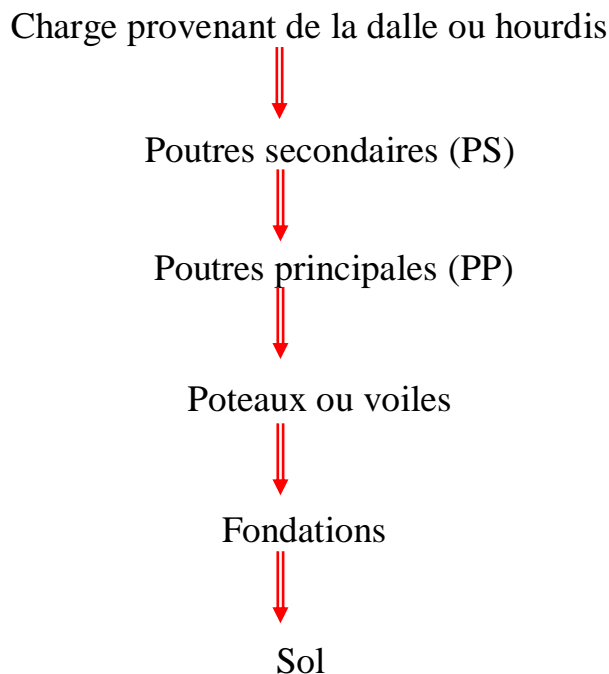 Charge provenant de la dalle ou hourdis
Poutres secondaires (PS)
Poutres principales (PP)
Poteaux ou voiles
Fondations
Sol